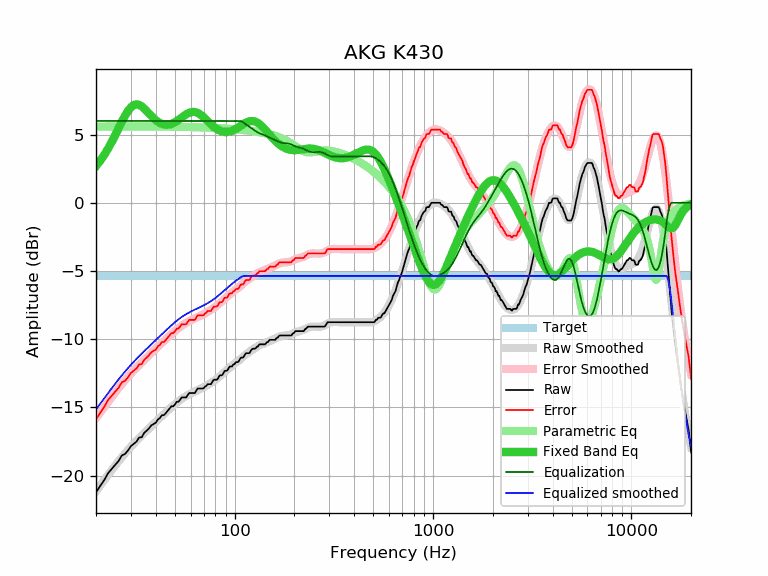 AKG K430
Amplitude (dBr)
5
0
−5
−10
−15
−20
100
1000
10000
Frequency (Hz)
Target
Raw Smoothed
Error Smoothed
Raw
Error
Parametric Eq
Fixed Band Eq
Equalization
Equalized smoothed